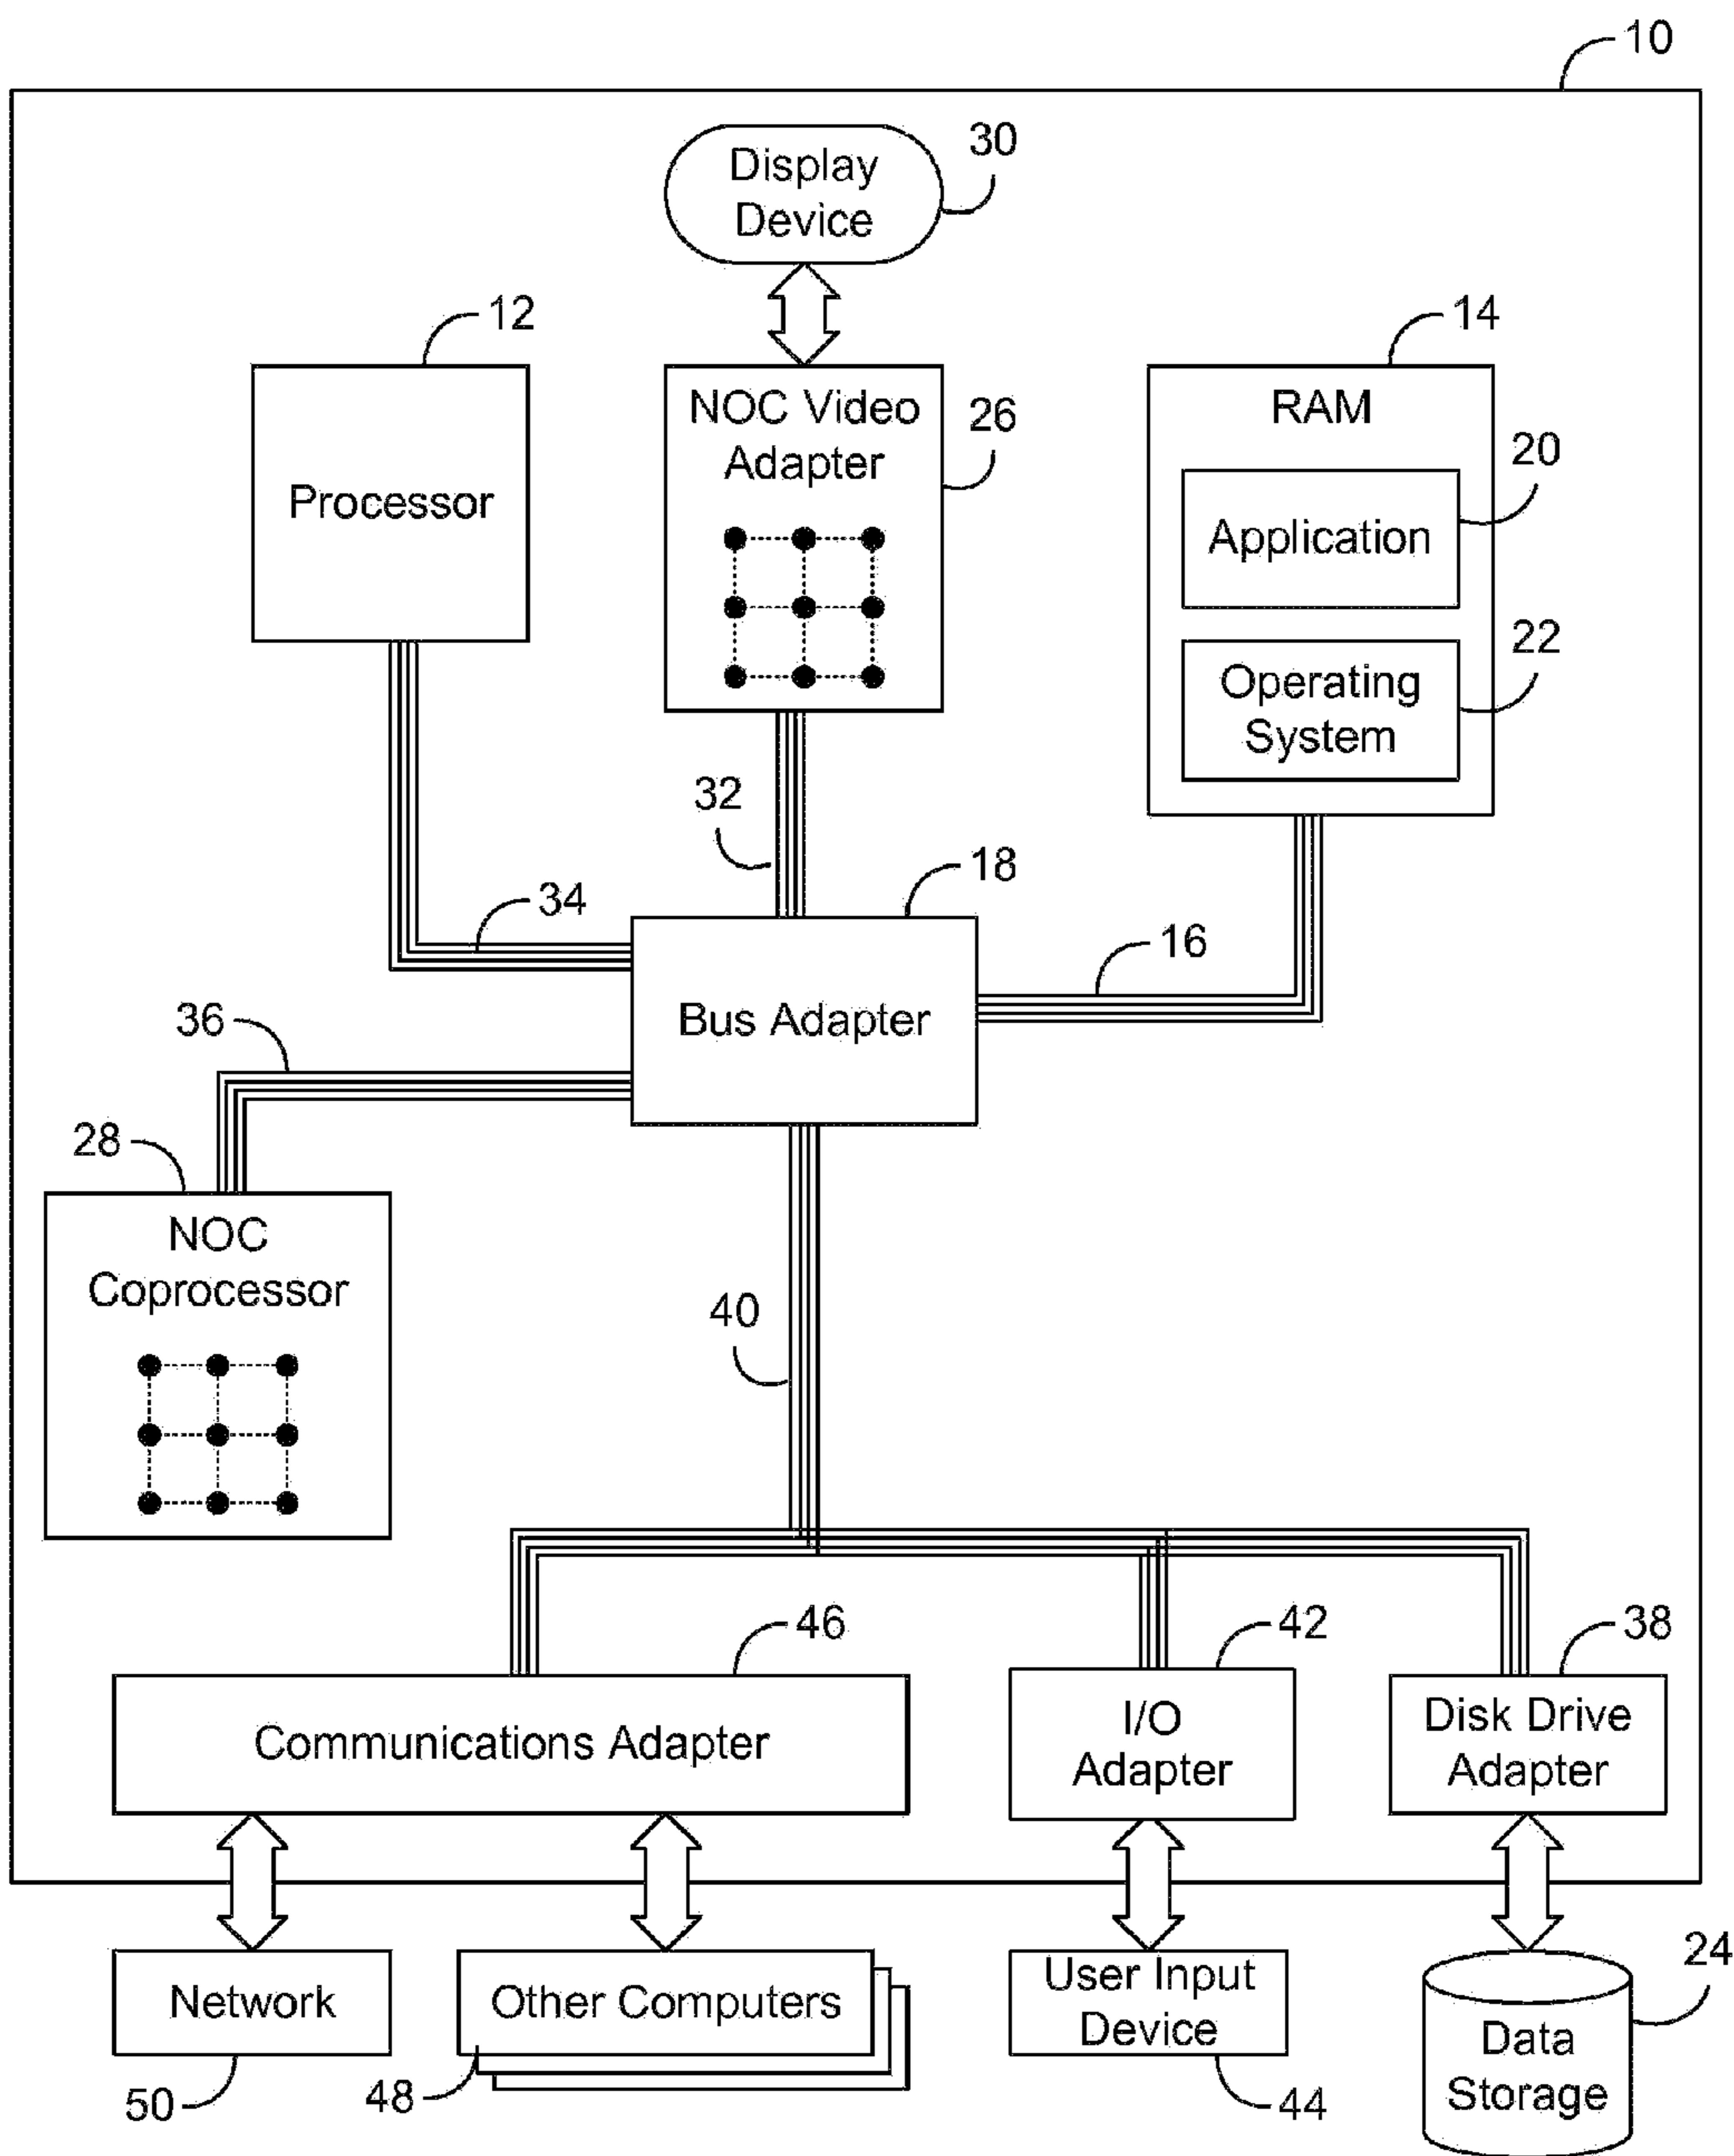 10
Display
Device
30
12
14
Processor
NOC Video
Adapter
26
RAM
20
Application
22
Operating
System
32
18
34
16
Bus Adapter
36
28
NOC
Coprocessor
40
46
42
38
Communications Adapter
I/O
Adapter
Disk Drive
Adapter
Network
50
Other Computers
48
User Input
Device
44
24
Data
Storage